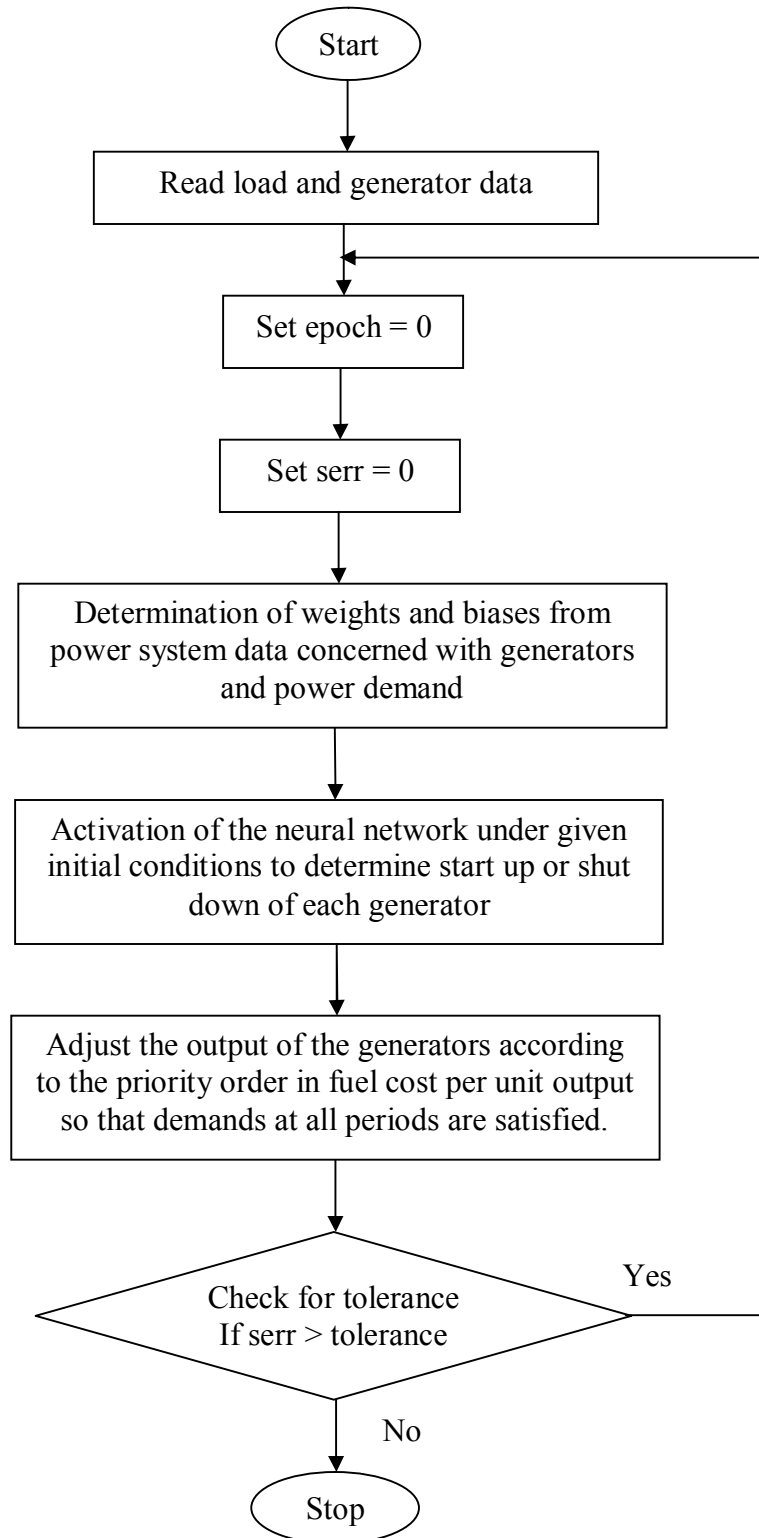 Start
Read load and generator data
Set epoch = 0
Set serr = 0
Determination of weights and biases from
power system data concerned with generators
and power demand
Activation of the neural network under given
initial conditions to determine start up or shut
down of each generator
Adjust the output of the generators according
to the priority order in fuel cost per unit output
so that demands at all periods are satisfied.
Yes
Check for tolerance
If serr > tolerance
No
Stop